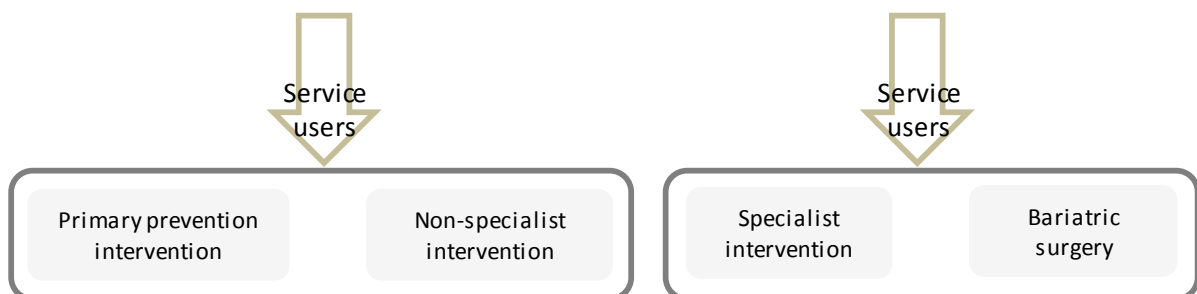 Service
users
Service
users
Primary prevention
intervention
Non-specialist
intervention
Specialist
intervention
Bariatric
surgery